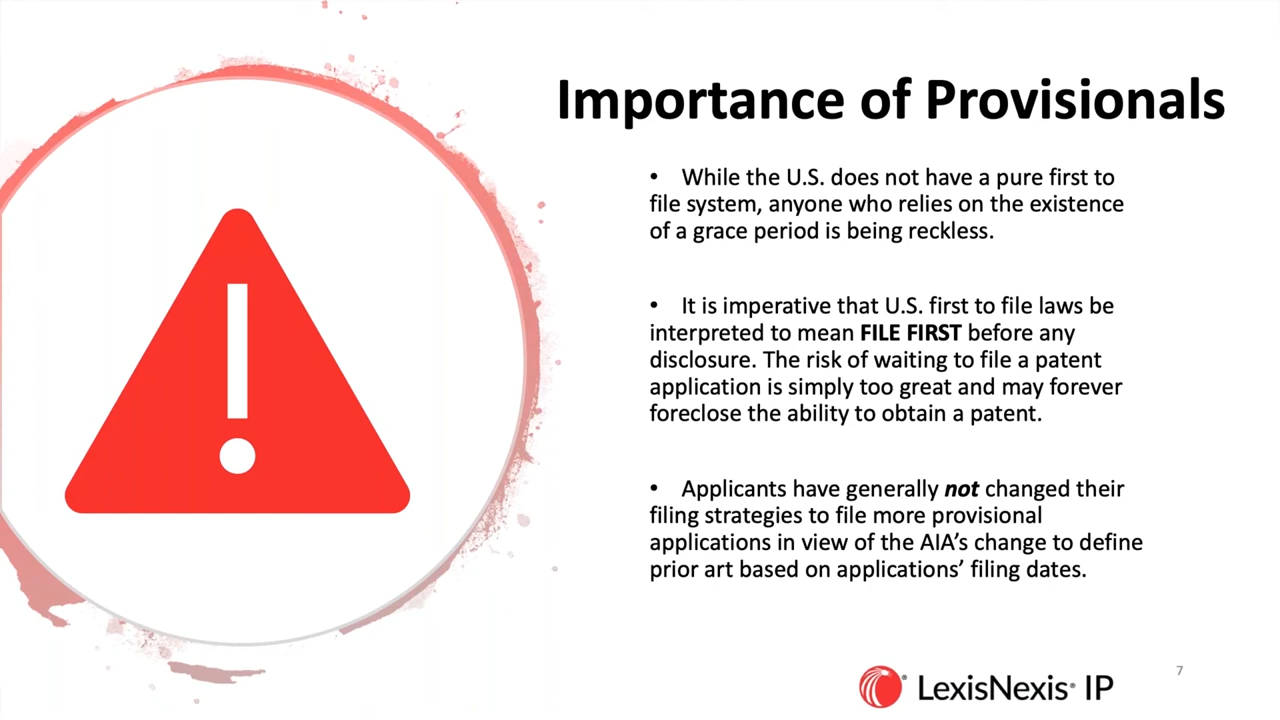 Importance of Provisionals
• While the U.S. does not have a pure first to
file system, anyone who relies on the existence
of a grace period is being reckless.
• It is imperative that U.S. first to file laws be
interpreted to mean FILE FIRST before any
disclosure. The risk of waiting to file a patent
application is simply too great and may forever
foreclose the ability to obtain a patent.
• Applicants have generally not changed their
filing strategies to file more provisional
applications in view of the AIA’s change to define
prior art based on applications’ filing dates.
7
LexisNexis® IP